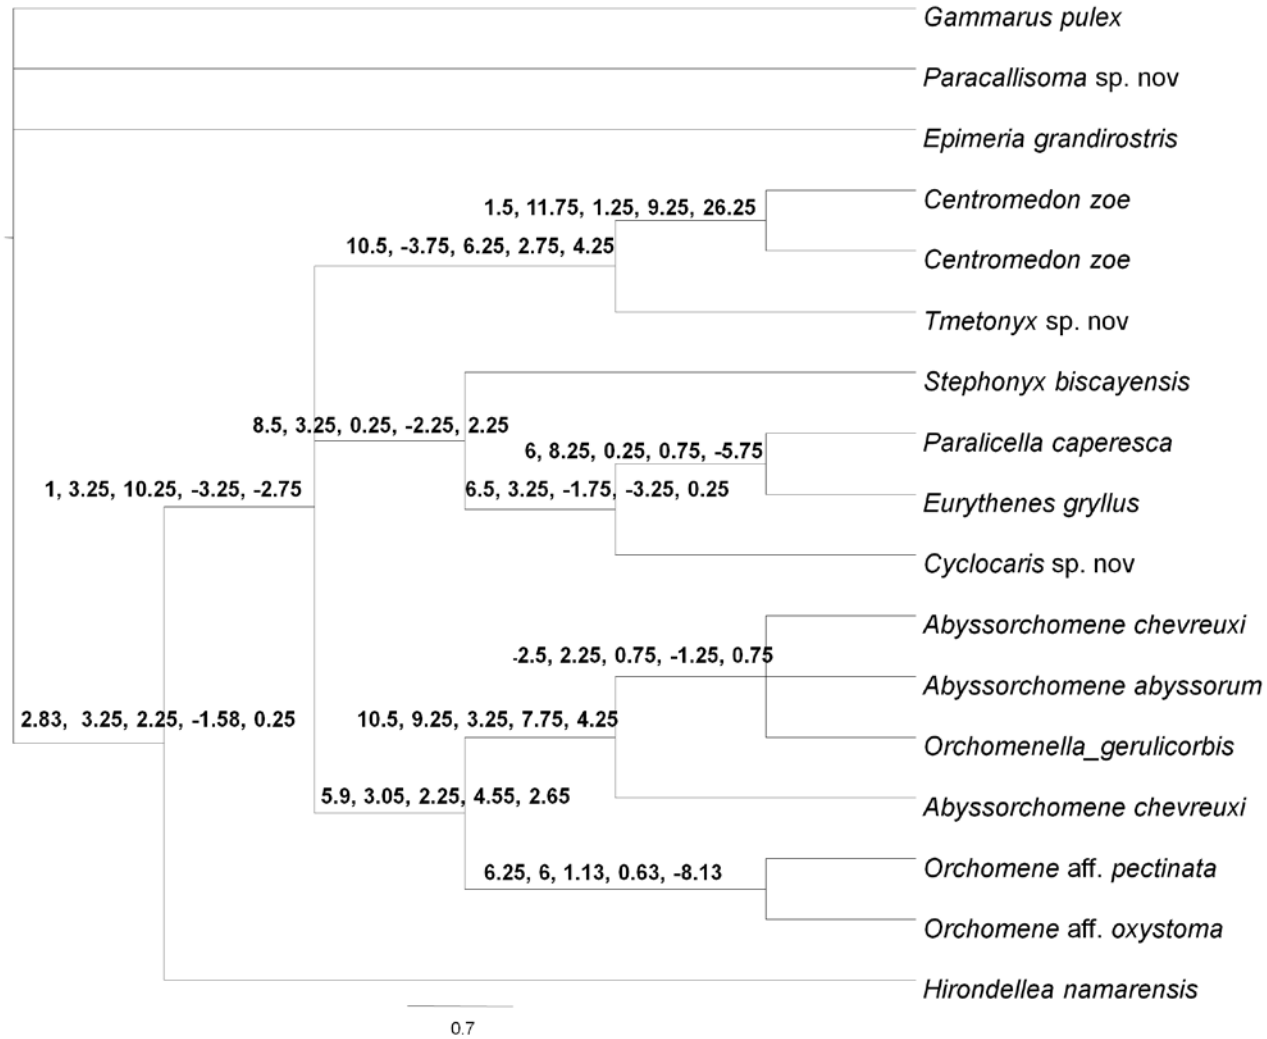 Gammarus pulex
Paracallisoma sp. nov
Epimeria grandirostris
Centromedon zoe
1.5, 11.75, 1.25, 9.25, 26.25
10.5, -3.75, 6.25, 2.75, 4.25
Centromedon zoe
Tmetonyx sp. nov
Stephonyx biscayensis
8.5, 3.25, 0.25, -2.25, 2.25
Paralicella caperesca
6, 8.25, 0.25, 0.75, -5.75
1, 3.25, 10.25, -3.25, -2.75
6.5, 3.25, -1.75, -3.25, 0.25
Eurythenes gryllus
Cyclocaris sp. nov
Abyssorchomene chevreuxi
-2.5, 2.25, 0.75, -1.25, 0.75
Abyssorchomene abyssorum
2.83, 3.25, 2.25, -1.58, 0.25
10.5, 9.25, 3.25, 7.75, 4.25
Orchomenella_gerulicorbis
5.9, 3.05, 2.25, 4.55, 2.65
Abyssorchomene chevreuxi
6.25, 6, 1.13, 0.63, -8.13
Orchomene aff. pectinata
Orchomene aff. oxystoma
Hirondellea namarensis
0.7